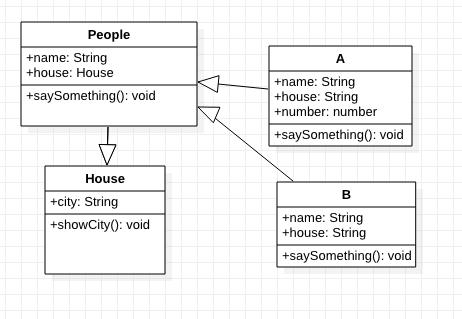 People
+name: String
+house: House
+saySomething(): void
A
+name: String
+house: String
+number: number
+saySomething(): void
House
+city: String
+showCity(): void
B
+name: String
+house: String
+saySomething(): void